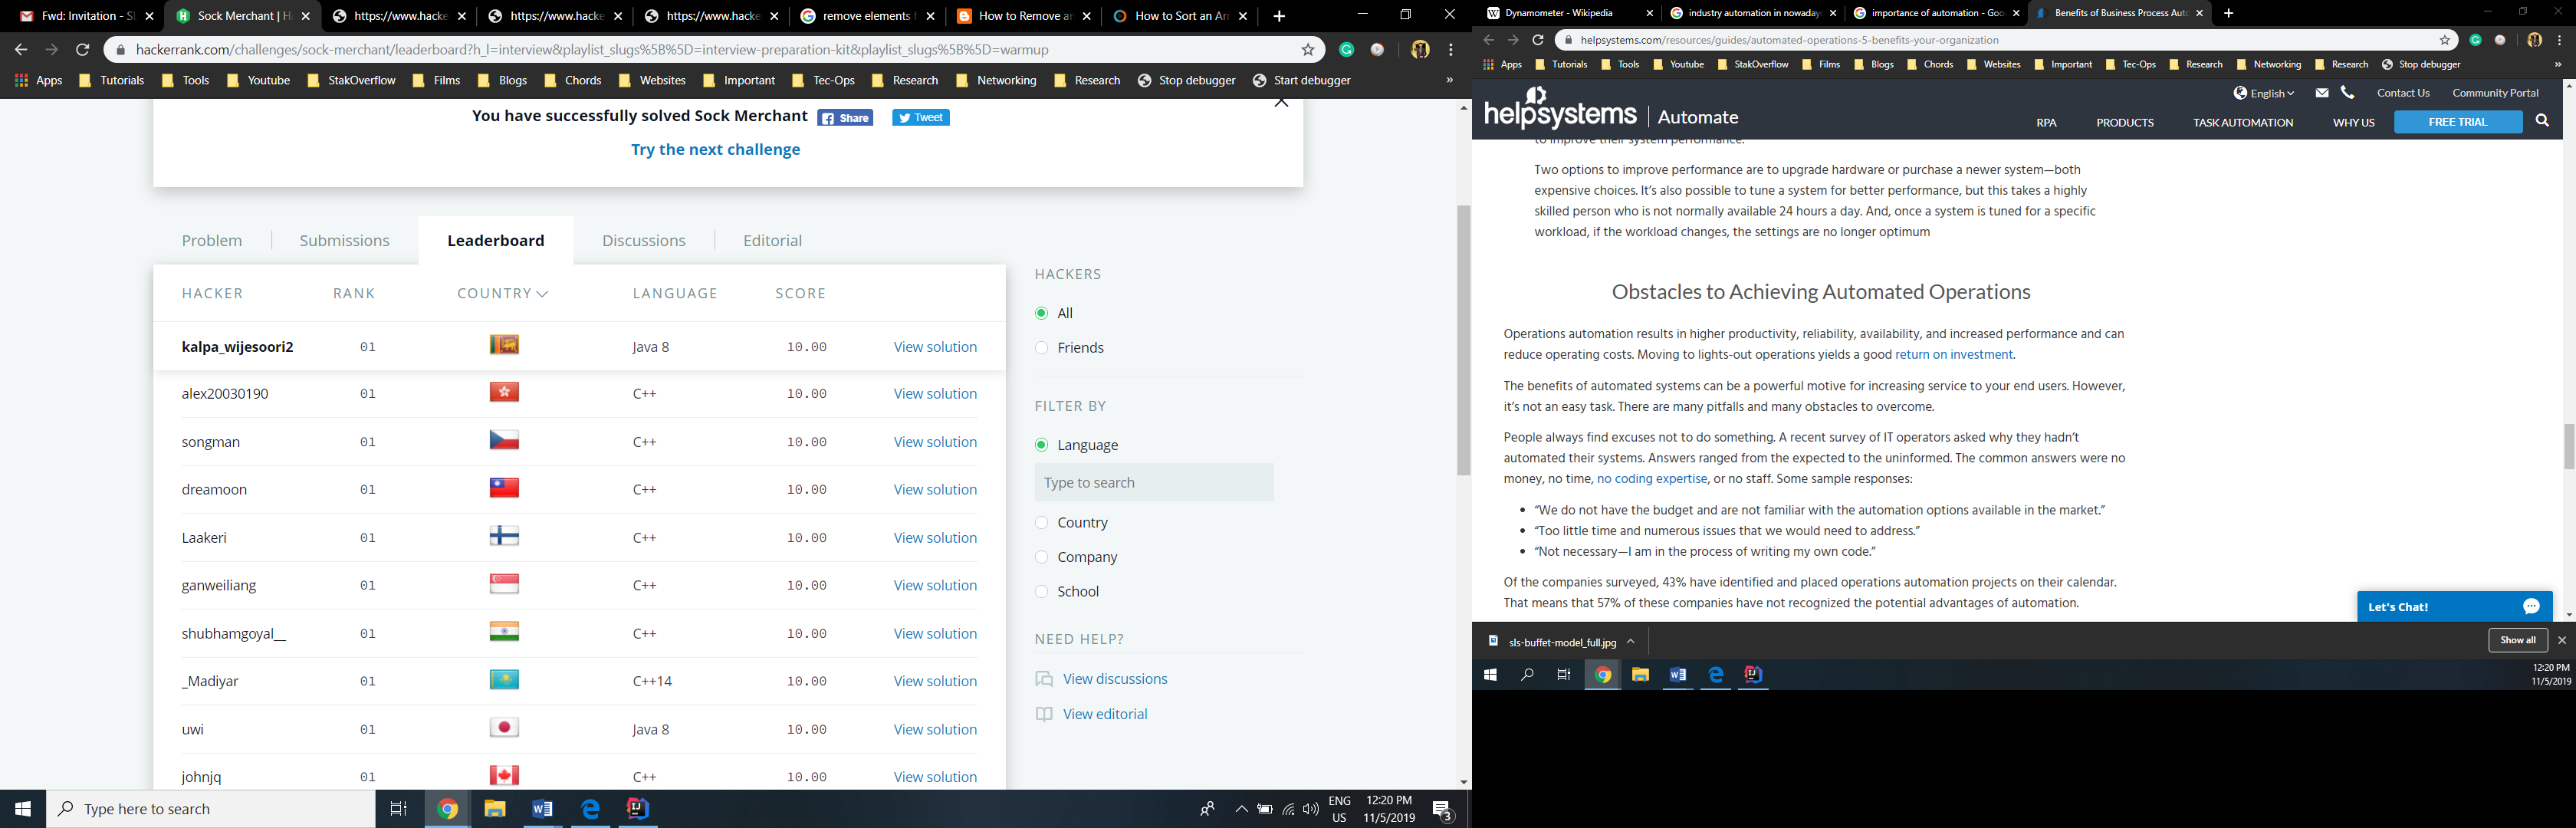 Fwd: Invitation - Sl
Sock Merchant | H
https://www.hacke
https://www.hacke
https://www.hacke
remove elements f
How to Remove ar
How to Sort an Arr
hackerrank.com/challenges/sock-merchant/leaderboard?h_l=interview&playlist_slugs%5B%5D=interview-preparation-kit&playlist_slugs%5B%5D=warmup
Apps Tutorials Tools Youtube StakOverflow Films Blogs Chords Websites Important Tec-Ops Research Networking Research Stop debugger Start debugger »
You have successfully solved Sock Merchant Share Tweet
Try the next challenge
Problem Submissions Leaderboard Discussions Editorial
HACKER RANK COUNTRY LANGUAGE SCORE
kalpa_wijesoori2 01 Java 8 10.00 View solution
alex20030190 01 C++ 10.00 View solution
songman 01 C++ 10.00 View solution
dreamoon 01 C++ 10.00 View solution
Laakeri 01 C++ 10.00 View solution
ganweiliang 01 C++ 10.00 View solution
shubhamgoyal__ 01 C++ 10.00 View solution
_Madiyar 01 C++14 10.00 View solution
uwi 01 Java 8 10.00 View solution
johnjq 01 C++ 10.00 View solution
HACKERS
All
Friends
FILTER BY
Language
Type to search
Country
Company
School
NEED HELP?
View discussions
View editorial
Type here to search
ENG
US
12:20 PM
11/5/2019
3
Dynamometer - Wikipedia
industry automation in nowaday
importance of automation - Goo
Benefits of Business Process Auto
helpsystems.com/resources/guides/automated-operations-5-benefits-your-organization
Apps Tutorials Tools Youtube StakOverflow Films Blogs Chords Websites Important Tec-Ops Research Networking Research Stop debugger »
English Contact Us Community Portal
helpsystems | Automate
RPA PRODUCTS TASK AUTOMATION WHY US FREE TRIAL
to improve their system performance.
Two options to improve performance are to upgrade hardware or purchase a newer system—both
expensive choices. It's also possible to tune a system for better performance, but this takes a highly
skilled person who is not normally available 24 hours a day. And, once a system is tuned for a specific
workload, if the workload changes, the settings are no longer optimum
Obstacles to Achieving Automated Operations
Operations automation results in higher productivity, reliability, availability, and increased performance and can
reduce operating costs. Moving to lights-out operations yields a good return on investment.
The benefits of automated systems can be a powerful motive for increasing service to your end users. However,
it's not an easy task. There are many pitfalls and many obstacles to overcome.
People always find excuses not to do something. A recent survey of IT operators asked why they hadn't
automated their systems. Answers ranged from the expected to the uninformed. The common answers were no
money, no time, no coding expertise, or no staff. Some sample responses:
• “We do not have the budget and are not familiar with the automation options available in the market.”
• “Too little time and numerous issues that we would need to address.”
• “Not necessary—I am in the process of writing my own code.”
Of the companies surveyed, 43% have identified and placed operations automation projects on their calendar.
That means that 57% of these companies have not recognized the potential advantages of automation.
Let's Chat!
sls-buffet-model_full.jpg
Show all
12:20 PM
11/5/2019